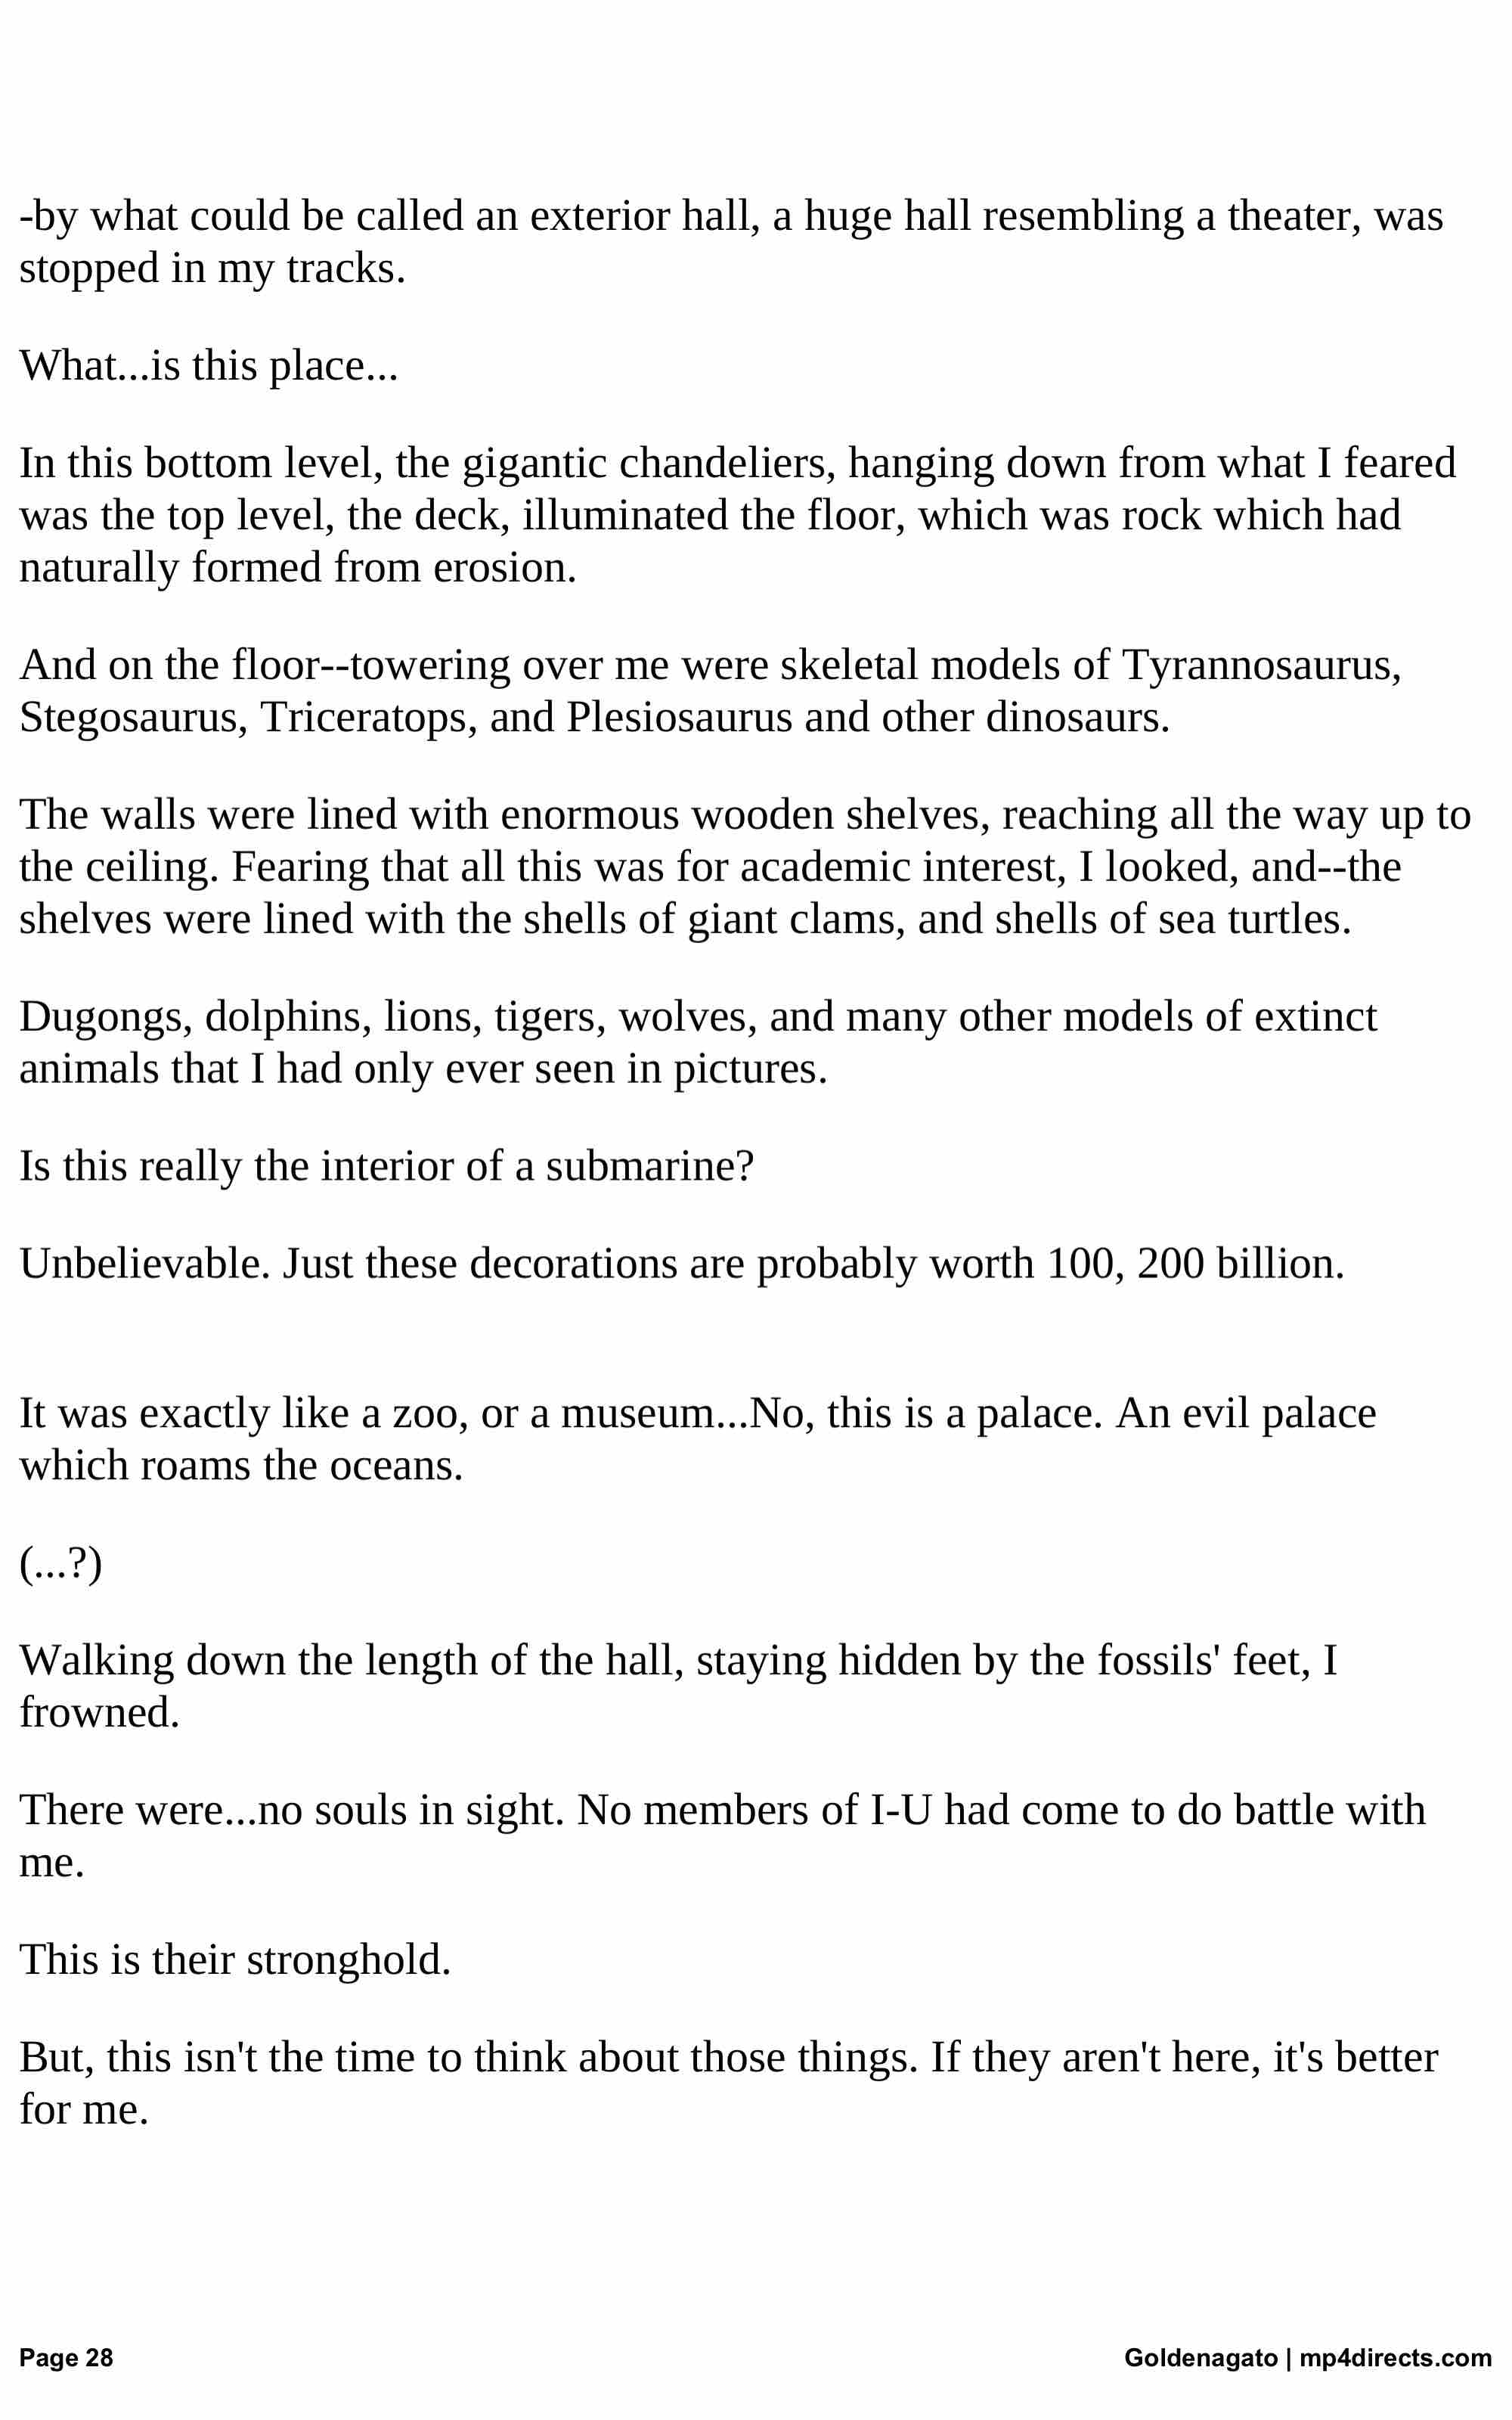 -by what could be called an exterior hall, a huge hall resembling a theater, was
stopped in my tracks.
What...is this place...
In this bottom level, the gigantic chandeliers, hanging down from what I feared
was the top level, the deck, illuminated the floor, which was rock which had
naturally formed from erosion.
And on the floor--towering over me were skeletal models of Tyrannosaurus,
Stegosaurus, Triceratops, and Plesiosaurus and other dinosaurs.
The walls were lined with enormous wooden shelves, reaching all the way up to
the ceiling. Fearing that all this was for academic interest, I looked, and--the
shelves were lined with the shells of giant clams, and shells of sea turtles.
Dugongs, dolphins, lions, tigers, wolves, and many other models of extinct
animals that I had only ever seen in pictures.
Is this really the interior of a submarine?
Unbelievable. Just these decorations are probably worth 100, 200 billion.
It was exactly like a zoo, or a museum...No, this is a palace. An evil palace
which roams the oceans.
(...?)
Walking down the length of the hall, staying hidden by the fossils' feet, I
frowned.
There were...no souls in sight. No members of I-U had come to do battle with
me.
This is their stronghold.
But, this isn't the time to think about those things. If they aren't here, it's better
for me.
Page 28
Goldenagato | mp4directs.com